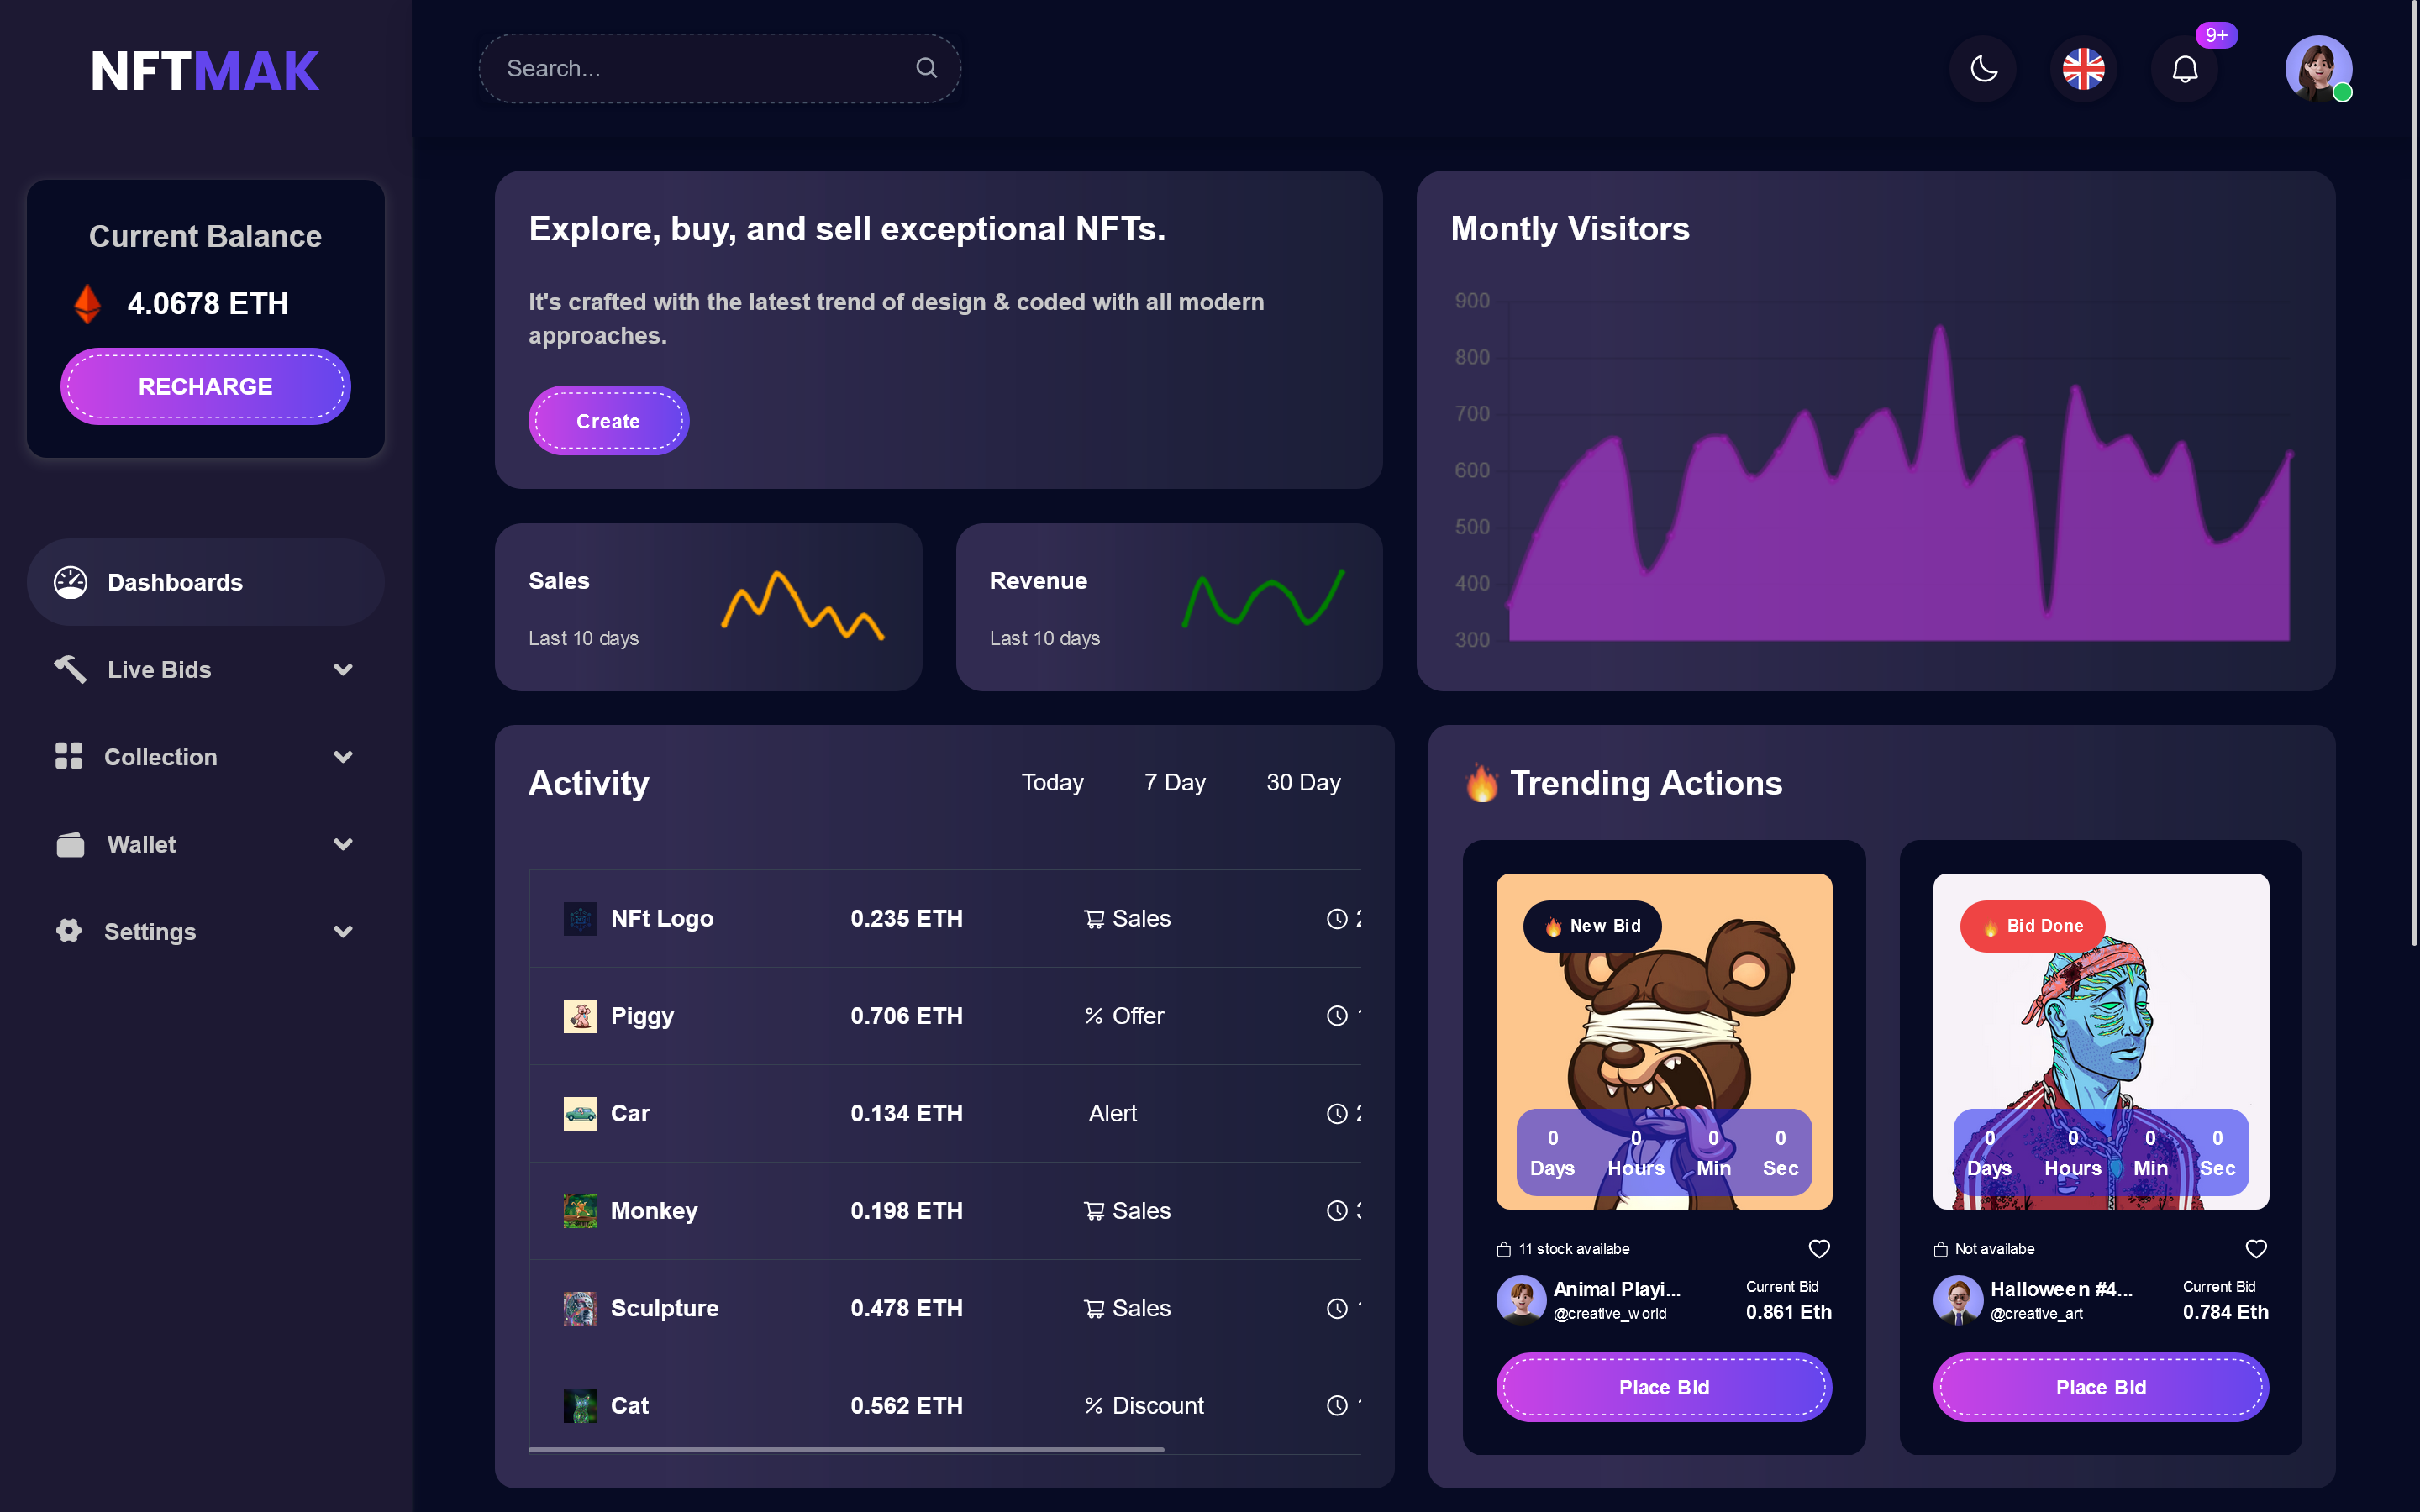 NFTMAK
Search...
9+
Current Balance
4.0678 ETH
RECHARGE
Dashboards
Live Bids
Collection
Wallet
Settings
Explore, buy, and sell exceptional NFTs.
It's crafted with the latest trend of design & coded with all modern
approaches.
Create
Sales
Last 10 days
Revenue
Last 10 days
Montly Visitors
900
800
700
600
500
400
300
Activity
Today 7 Day 30 Day
NFt Logo 0.235 ETH Sales
Piggy 0.706 ETH % Offer
Car 0.134 ETH Alert
Monkey 0.198 ETH Sales
Sculpture 0.478 ETH Sales
Cat 0.562 ETH % Discount
🔥 Trending Actions
🔥 New Bid
0 0 0 0
Days Hours Min Sec
11 stock availabe
Animal Playi...
@creative_world
Current Bid
0.861 Eth
Place Bid
🔥 Bid Done
0 0 0 0
Days Hours Min Sec
Not availabe
Halloween #4...
@creative_art
Current Bid
0.784 Eth
Place Bid